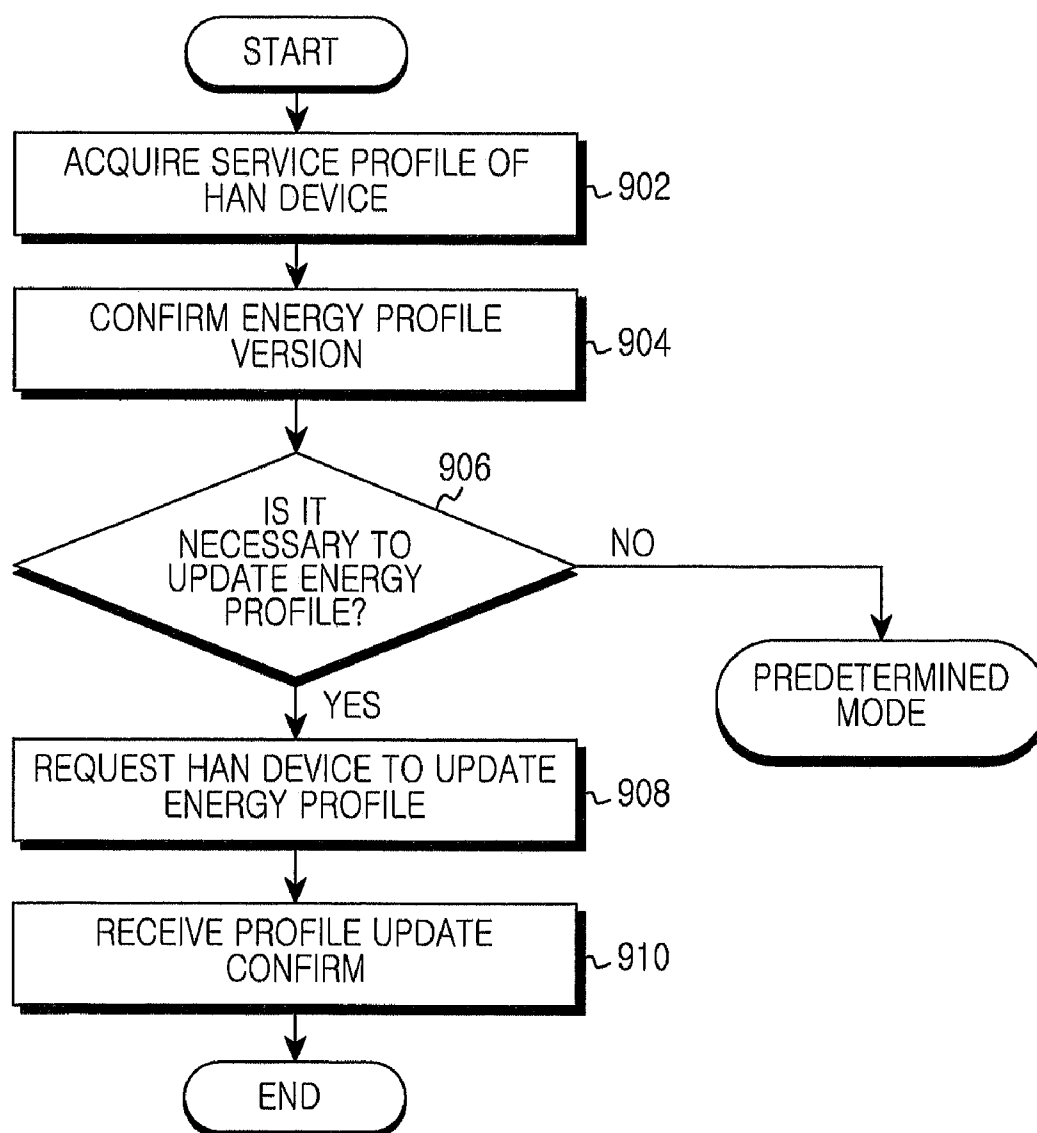 START
ACQUIRE SERVICE PROFILE OF
HAN DEVICE
902
CONFIRM ENERGY PROFILE
VERSION
904
906
IS IT
NECESSARY TO
UPDATE ENERGY
PROFILE?
NO
PREDETERMINED
MODE
YES
REQUEST HAN DEVICE TO UPDATE
ENERGY PROFILE
908
RECEIVE PROFILE UPDATE
CONFIRM
910
END